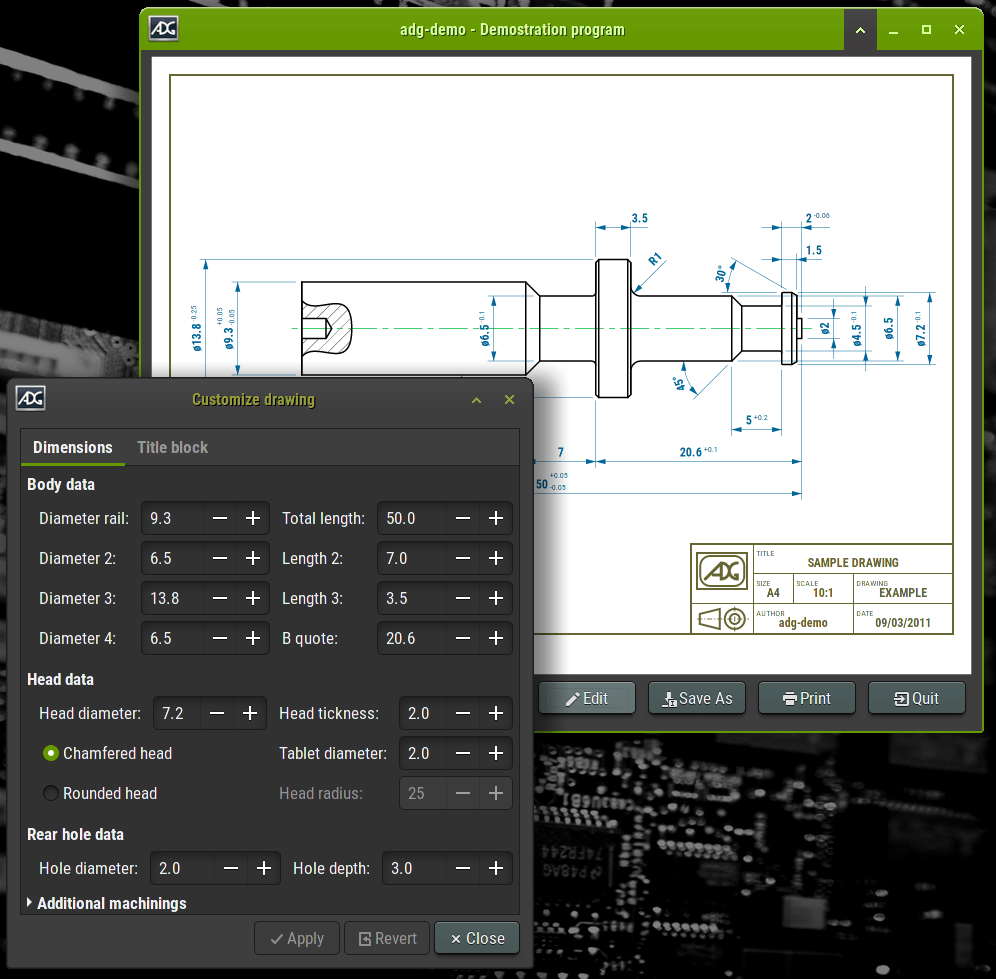 ADG
adg-demo - Demostration program
3.5
2 -0.06
1.5
R1
30°
ø13.8 -0.25
ø9.3 +0.05 -0.05
ø6.5 -0.1
ø2
ø4.5 -0.1
ø6.5
ø7.2 -0.1
45°
5 +0.2
7
20.6 +0.1
50 +0.05 -0.05
ADG
TITLE
SAMPLE DRAWING
SIZE
A4
SCALE
10:1
DRAWING
EXAMPLE
AUTHOR
adg-demo
DATE
09/03/2011
Edit
Save As
Print
Quit
ADG
Customize drawing
Dimensions
Title block
Body data
Diameter rail: 9.3
Total length: 50.0
Diameter 2: 6.5
Length 2: 7.0
Diameter 3: 13.8
Length 3: 3.5
Diameter 4: 6.5
B quote: 20.6
Head data
Head diameter: 7.2
Head tickness: 2.0
Chamfered head
Tablet diameter: 2.0
Rounded head
Head radius: 25
Rear hole data
Hole diameter: 2.0
Hole depth: 3.0
Additional machinings
Apply
Revert
Close